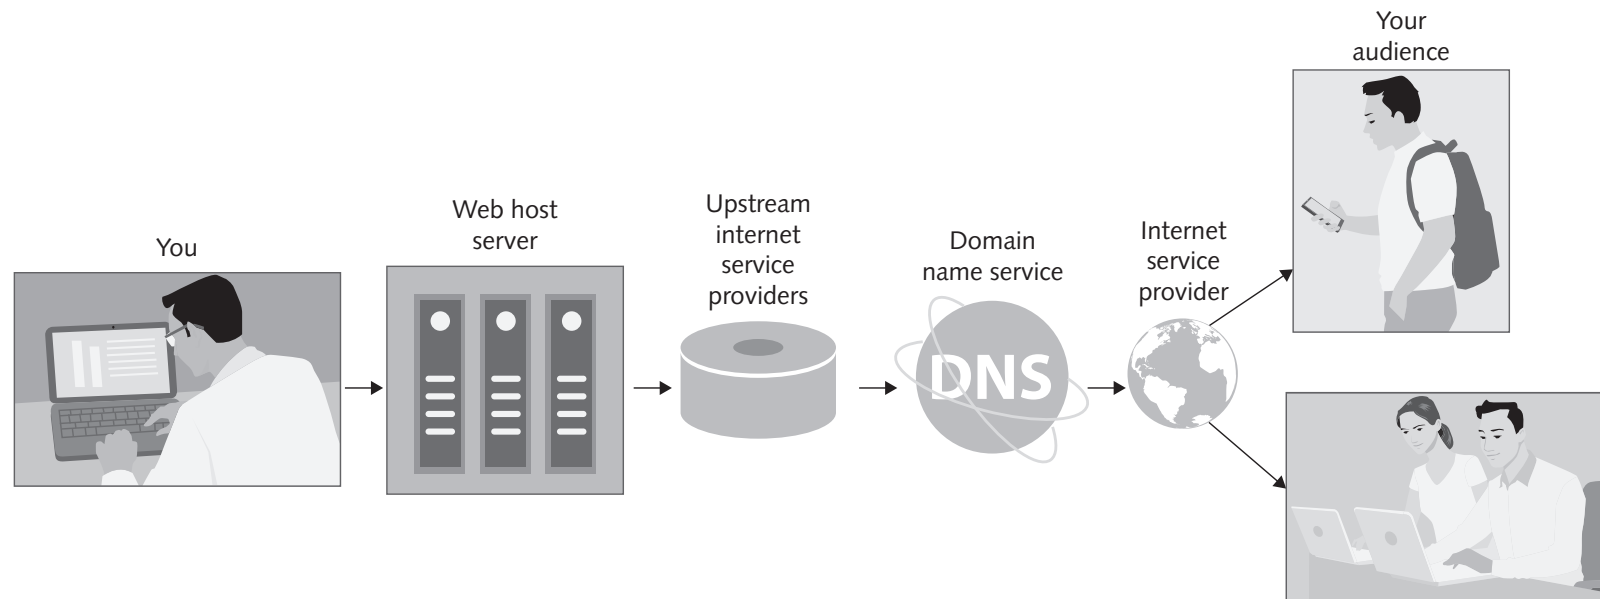 You
Web host
server
Upstream
internet
service
providers
Domain
name service
DNS
Internet
service
provider
Your
audience